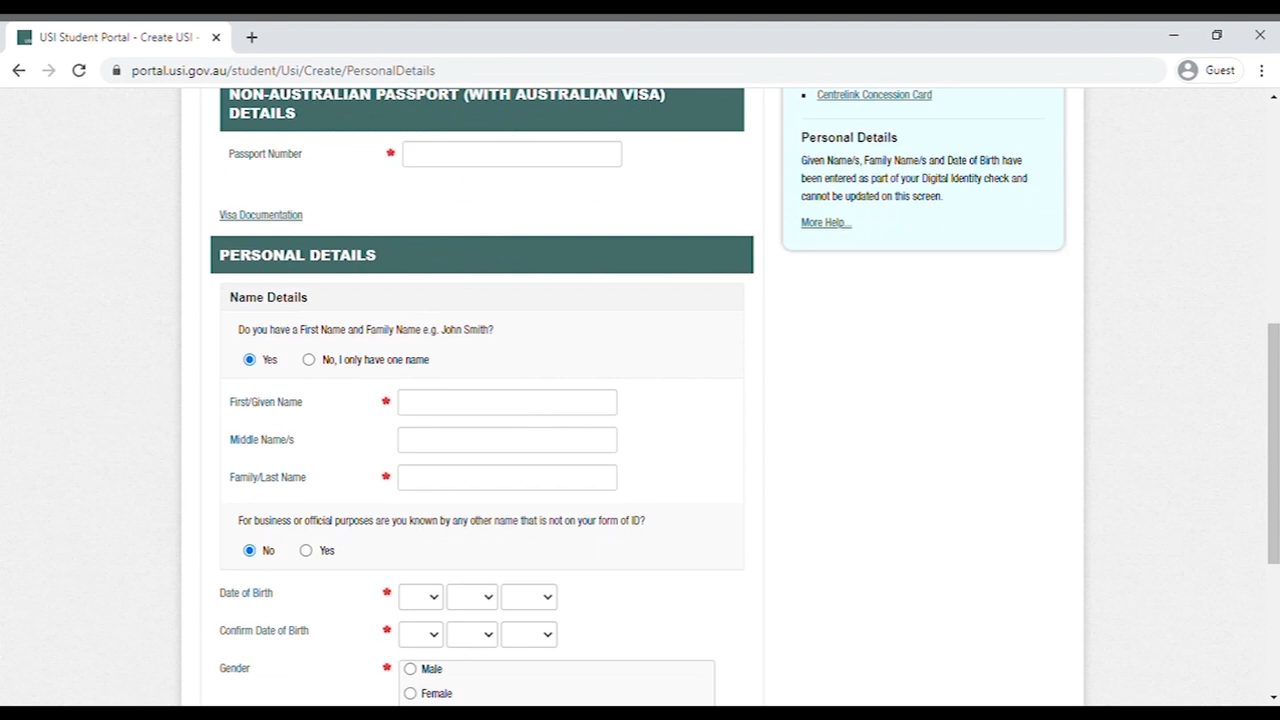 USI Student Portal - Create USI -
portal.usi.gov.au/student/Usi/Create/PersonalDetails
Guest
NON-AUSTRALIAN PASSPORT (WITH AUSTRALIAN VISA)
DETAILS
Passport Number *
Visa Documentation
PERSONAL DETAILS
Name Details
Do you have a First Name and Family Name e.g. John Smith?
Yes No, I only have one name
First/Given Name *
Middle Name/s
Family/Last Name *
For business or official purposes are you known by any other name that is not on your form of ID?
No Yes
Date of Birth *
Confirm Date of Birth *
Gender * Male
Female
Centrelink Concession Card
Personal Details
Given Name/s, Family Name/s and Date of Birth have
been entered as part of your Digital Identity check and
cannot be updated on this screen.
More Help...